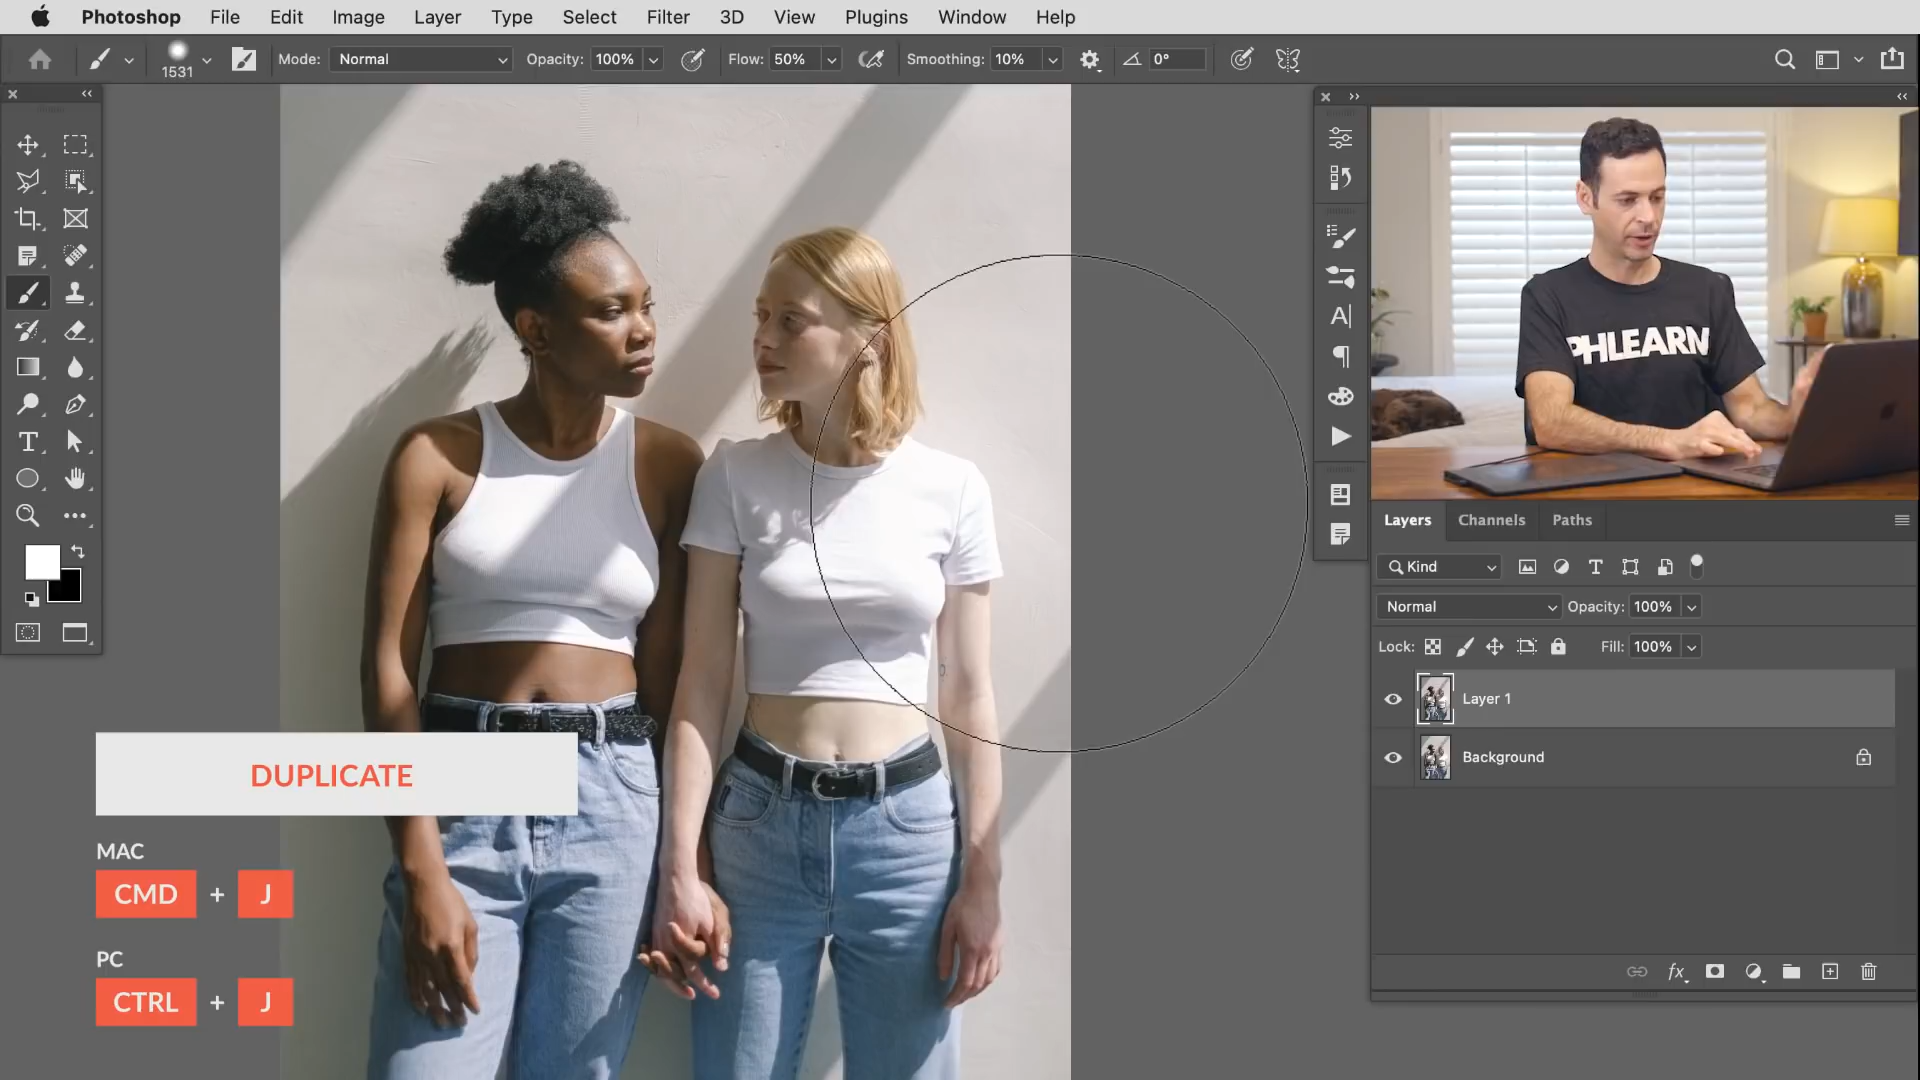 Photoshop File Edit Image Layer Type Select Filter 3D View Plugins Window Help
1531 Mode: Normal Opacity: 100% Flow: 50% Smoothing: 10% 0°
PHLEARN
Layers Channels Paths
Kind
Normal Opacity: 100%
Lock: Fill: 100%
Layer 1
Background
fx
DUPLICATE
MAC
CMD + J
PC
CTRL + J